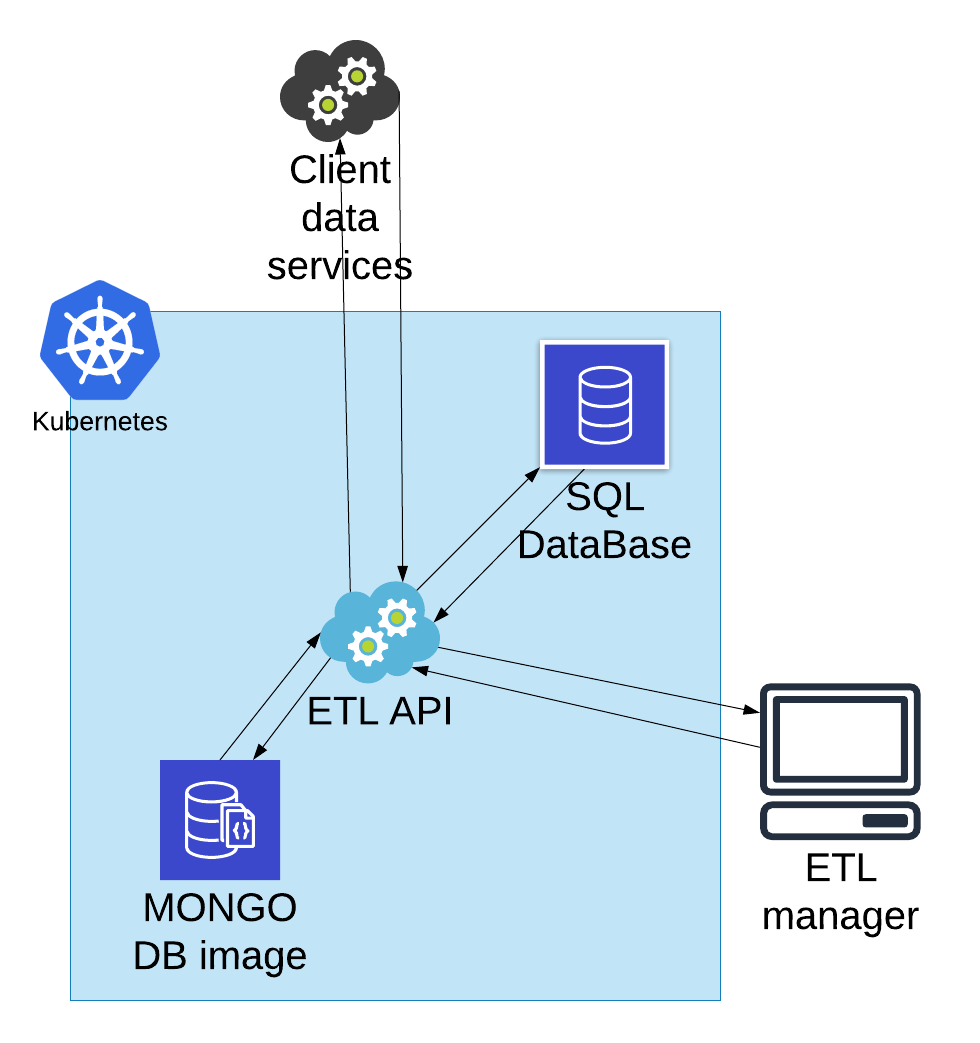 Client
data
services
Kubernetes
SQL
DataBase
ETL API
MONGO
DB image
ETL
manager